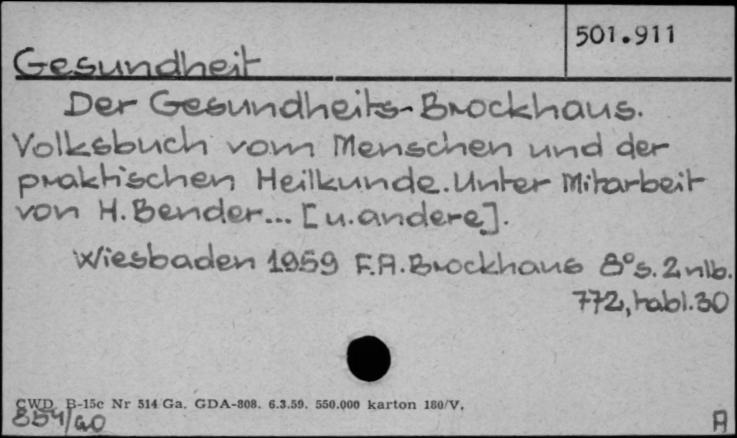 501.911
Gesundheit
Der Gesundheits-Brockhaus.
Volksbuch vom Menschen und der
praktischen Heilkunde. Unter Mitarbeit
von H. Bender... [u. andere].
Wiesbaden 1959 F.A. Brockhaus 8° s. 2 nlb.
772, tabl. 30
CWD B-15c Nr 514 Ga. GDA-808. 6.3.59. 550.000 karton 180/V.
854/60
A